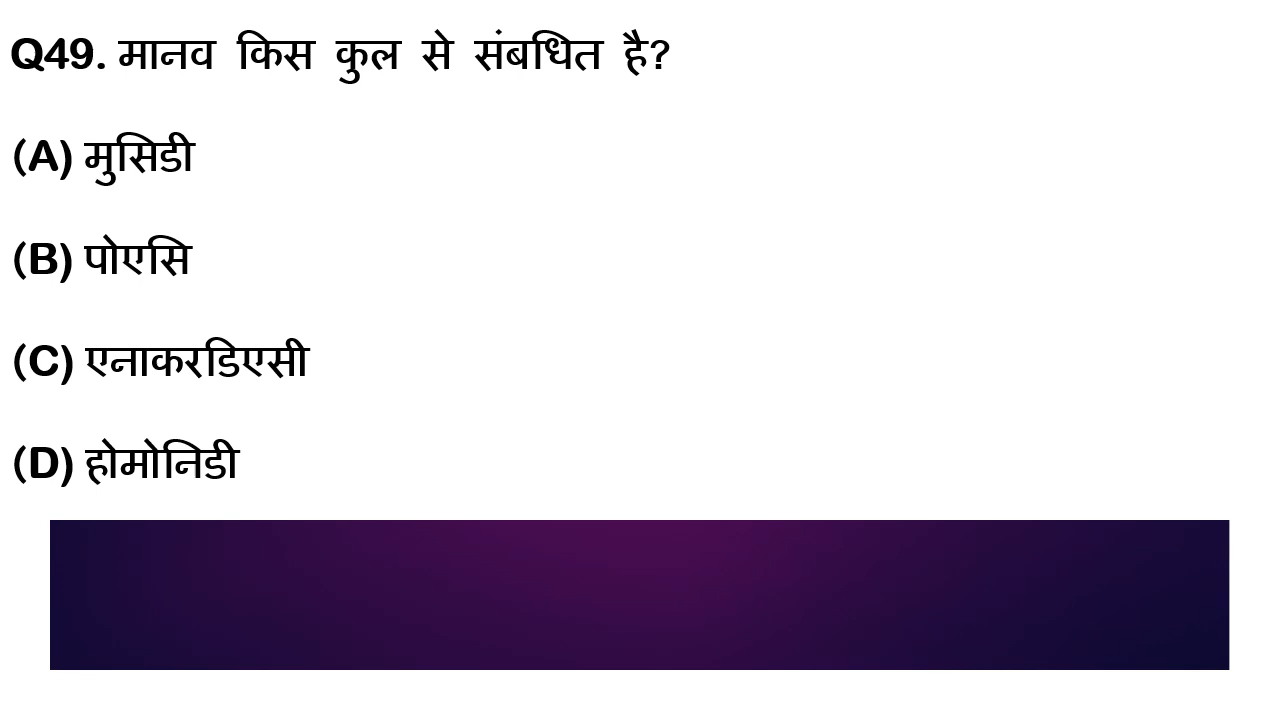 Q49. मानव किस कुल से संबधित है?
(A) मुसिडी
(B) पोएसि
(C) एनाकरडिएसी
(D) होमोनिडी